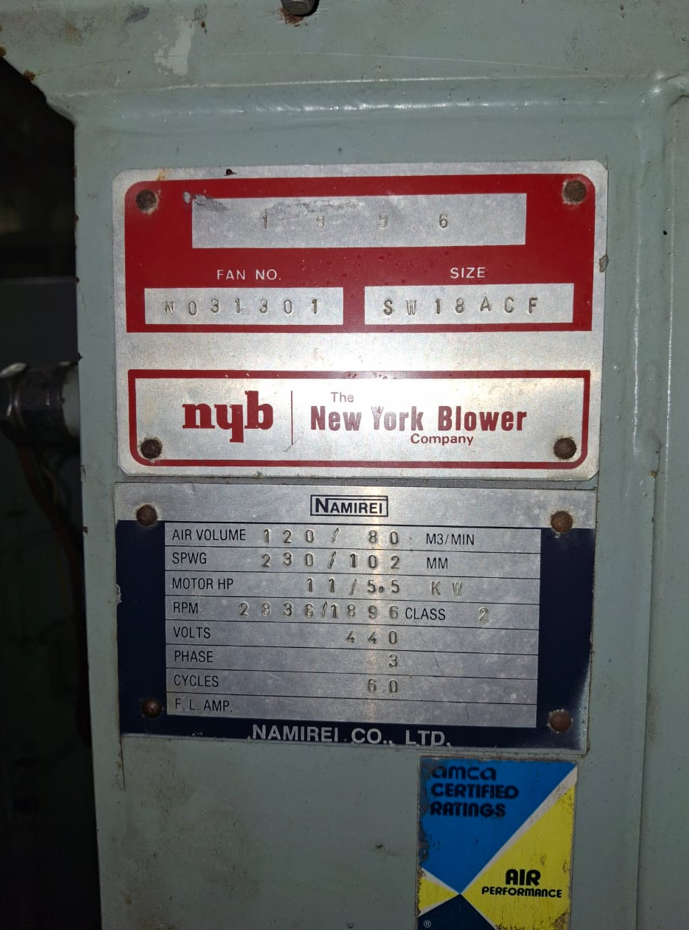 1996
FAN NO. SIZE
N031301 SW18ACF
nyb The New York Blower Company
NAMIREI
AIR VOLUME 120/80 M3/MIN
SPWG 230/102 MM
MOTOR HP 11/5.5 KW
RPM 2836/1896 CLASS 2
VOLTS 440
PHASE 3
CYCLES 60
F.L. AMP.
NAMIREI CO., LTD.
amca
CERTIFIED
RATINGS
AIR
PERFORMANCE
®